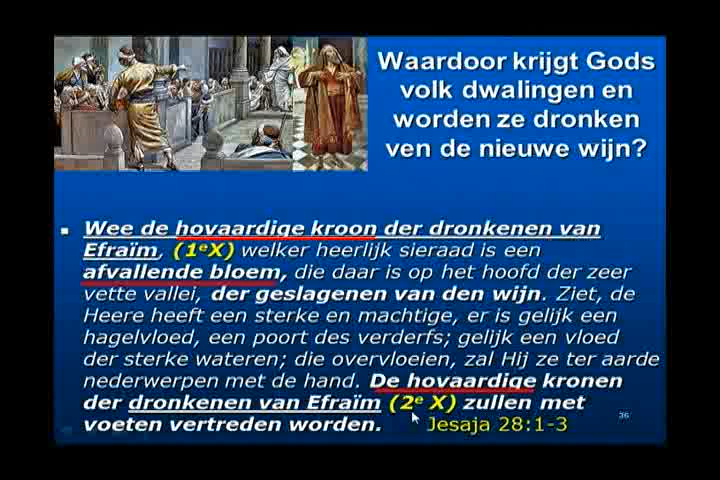 Waardoor krijgt Gods
volk dwalingen en
worden ze dronken
ven de nieuwe wijn?
Wee de hovaardige kroon der dronkenen van
Efraïm, (1eX) welker heerlijk sieraad is een
afvallende bloem, die daar is op het hoofd der zeer
vette vallei, der geslagenen van den wijn. Ziet, de
Heere heeft een sterke en machtige, er is gelijk een
hagelvloed, een poort des verderfs; gelijk een vloed
der sterke wateren; die overvloeien, zal Hij ze ter aarde
nederwerpen met de hand. De hovaardige kronen
der dronkenen van Efraïm (2e X) zullen met
voeten vertreden worden. Jesaja 28:1-3
36